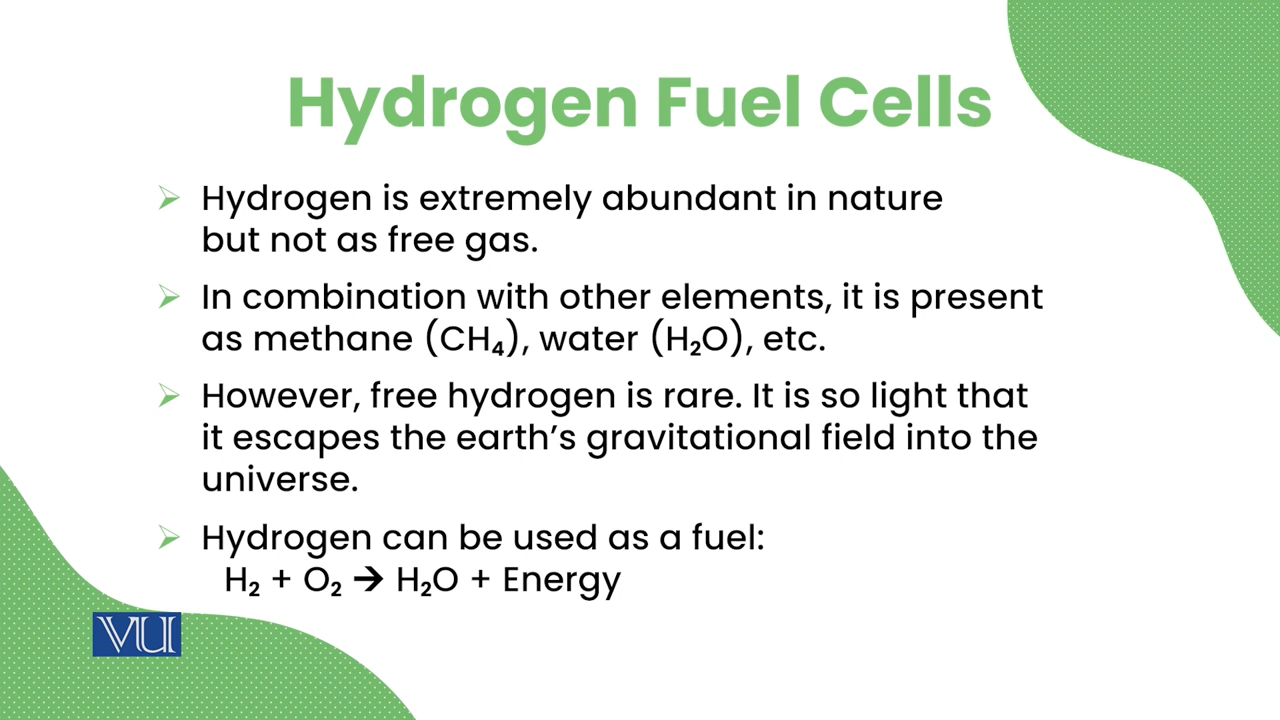 Hydrogen Fuel Cells
➢ Hydrogen is extremely abundant in nature
but not as free gas.
➢ In combination with other elements, it is present
as methane (CH₄), water (H₂O), etc.
➢ However, free hydrogen is rare. It is so light that
it escapes the earth’s gravitational field into the
universe.
➢ Hydrogen can be used as a fuel:
H₂ + O₂ ➔ H₂O + Energy
VU